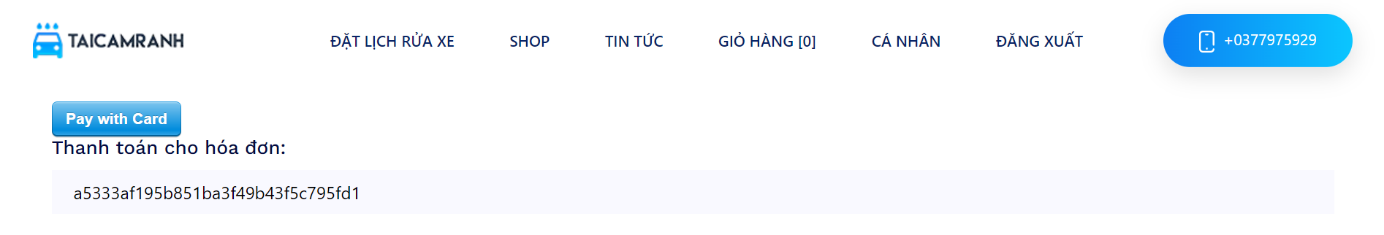 TAICAMRANH ĐẶT LỊCH RỬA XE SHOP TIN TỨC GIỎ HÀNG [0] CÁ NHÂN ĐĂNG XUẤT +0377975929
Pay with Card
Thanh toán cho hóa đơn:
a5333af195b851ba3f49b43f5c795fd1